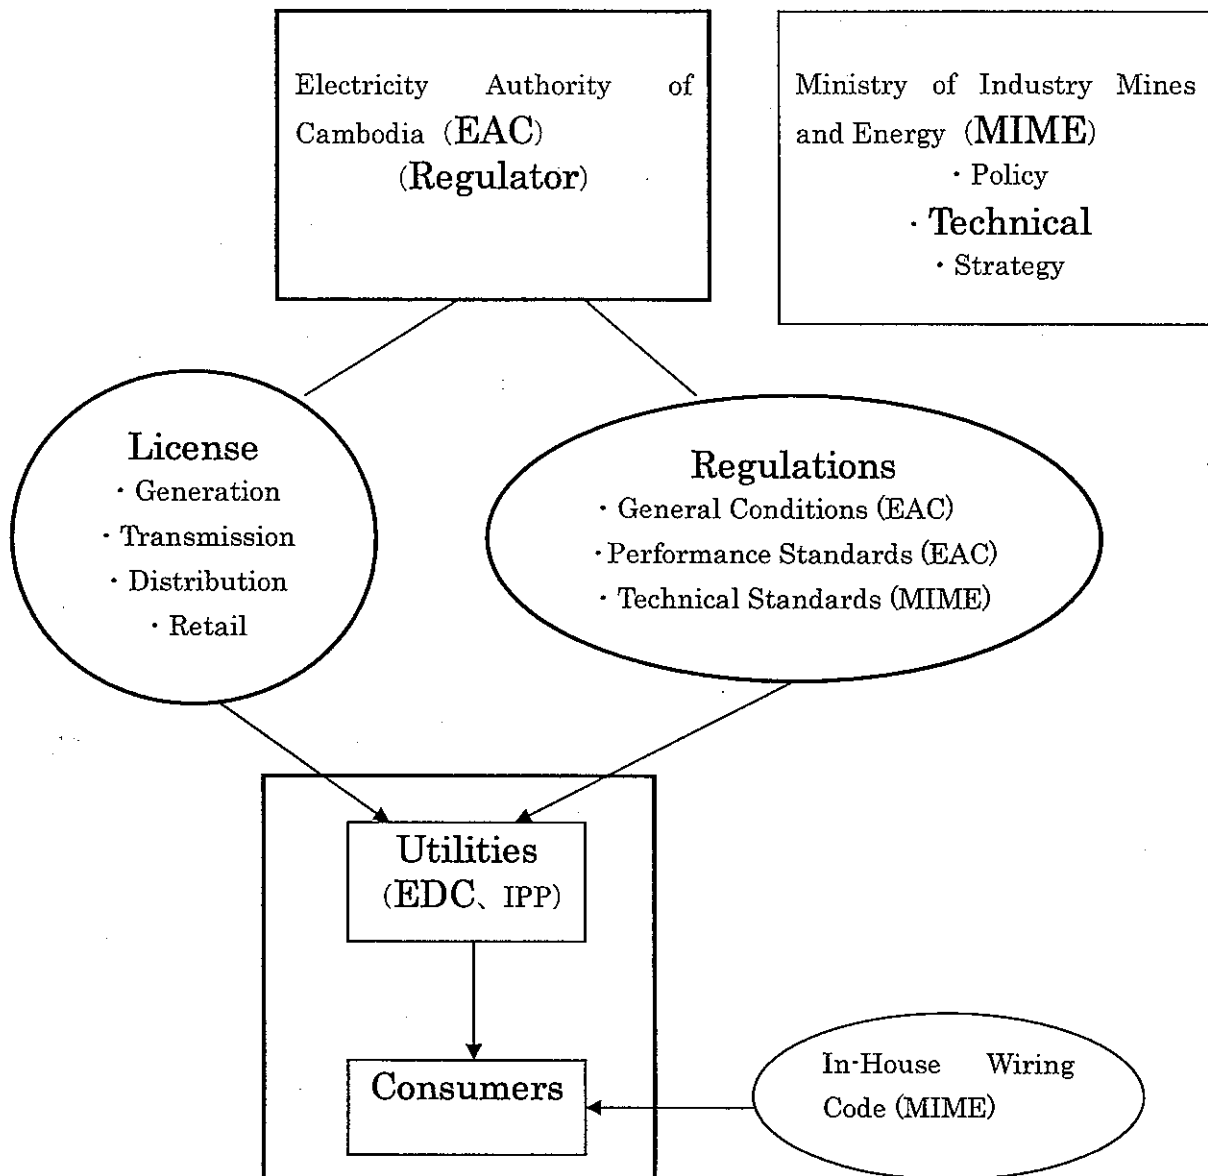 Electricity Authority of
Cambodia (EAC)
(Regulator)
Ministry of Industry Mines
and Energy (MIME)
・Policy
・Technical
・Strategy
License
・Generation
・Transmission
・Distribution
・Retail
Regulations
・General Conditions (EAC)
・Performance Standards (EAC)
・Technical Standards (MIME)
Utilities
(EDC、IPP)
Consumers
In-House Wiring
Code (MIME)